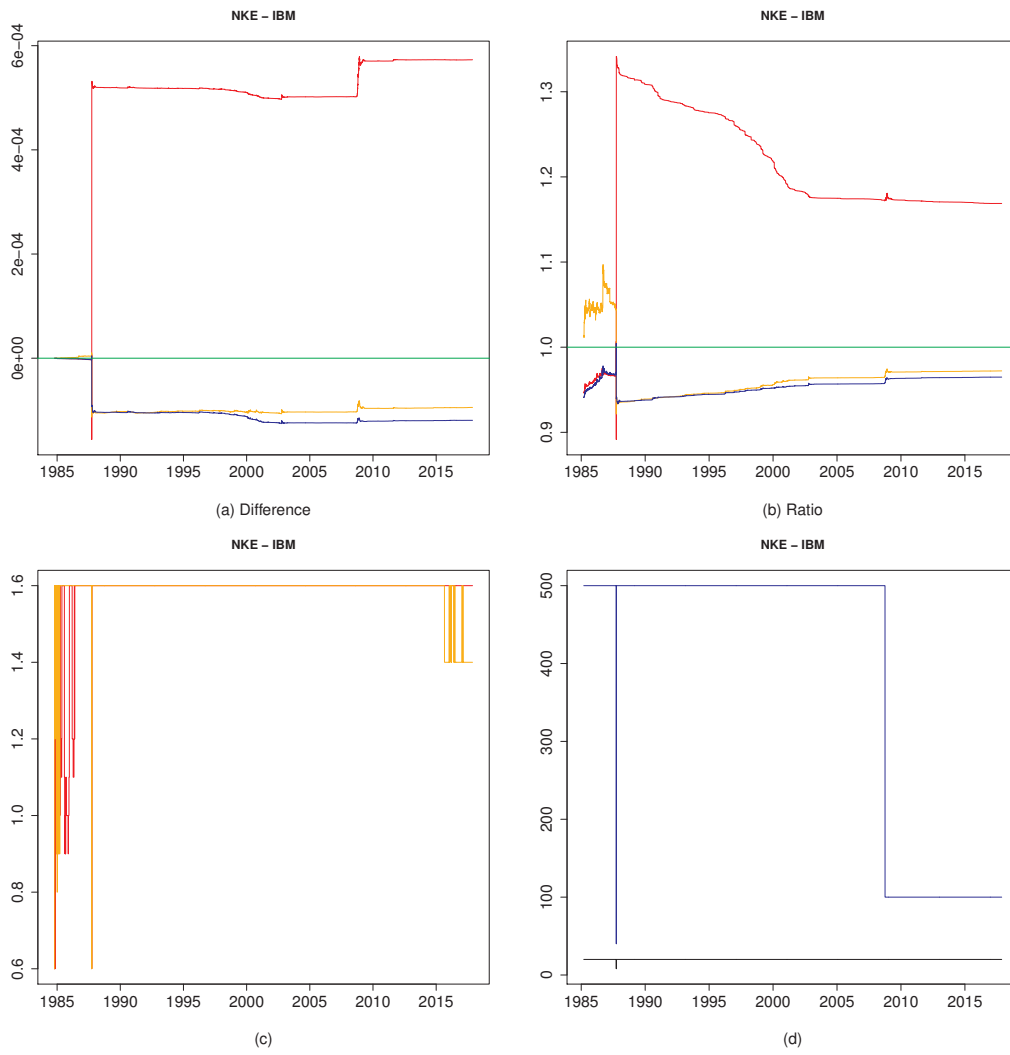 NKE – IBM
6e−04
4e−04
2e−04
0e+00
1985 1990 1995 2000 2005 2010 2015
(a) Difference
NKE – IBM
1.3
1.2
1.1
1.0
0.9
1985 1990 1995 2000 2005 2010 2015
(b) Ratio
NKE – IBM
1.6
1.4
1.2
1.0
0.8
0.6
1985 1990 1995 2000 2005 2010 2015
(c)
NKE – IBM
500
400
300
200
100
0
1985 1990 1995 2000 2005 2010 2015
(d)